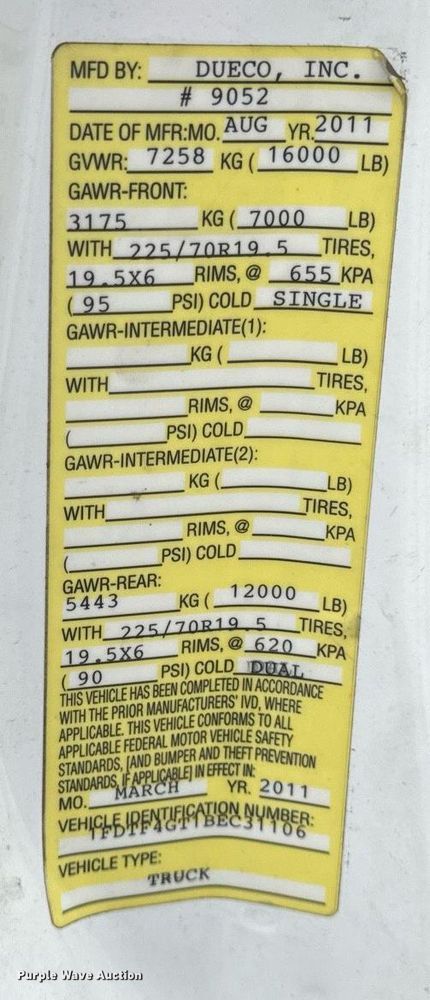 MFD BY: DUECO, INC.
# 9052
DATE OF MFR:MO. AUG YR. 2011
GVWR: 7258 KG ( 16000 LB)
GAWR-FRONT:
3175 KG ( 7000 LB)
WITH 225/70R19.5 TIRES,
19.5X6 RIMS, @ 655 KPA
( 95 PSI) COLD SINGLE
GAWR-INTERMEDIATE(1):
KG ( LB)
WITH TIRES,
RIMS, @ KPA
( PSI) COLD
GAWR-INTERMEDIATE(2):
KG ( LB)
WITH TIRES,
RIMS, @ KPA
( PSI) COLD
GAWR-REAR:
5443 KG ( 12000 LB)
WITH 225/70R19.5 TIRES,
19.5X6 RIMS, @ 620 KPA
( 90 PSI) COLD DUAL
THIS VEHICLE HAS BEEN COMPLETED IN ACCORDANCE
WITH THE PRIOR MANUFACTURERS' IVD, WHERE
APPLICABLE. THIS VEHICLE CONFORMS TO ALL
APPLICABLE FEDERAL MOTOR VEHICLE SAFETY
STANDARDS, [AND BUMPER AND THEFT PREVENTION
STANDARDS, IF APPLICABLE] IN EFFECT IN:
MO. MARCH YR. 2011
VEHICLE IDENTIFICATION NUMBER:
1FDTF4GT1BEC31106
VEHICLE TYPE:
TRUCK
Purple Wave Auction